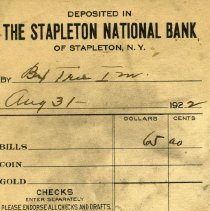 DEPOSITED IN
THE STAPLETON NATIONAL BANK
OF STAPLETON, N.Y.
BY
Aug 31- 1922
DOLLARS CENTS
BILLS 65 00
COIN
GOLD
CHECKS
ENTER SEPARATELY
PLEASE ENDORSE ALL CHECKS AND DRAFTS.